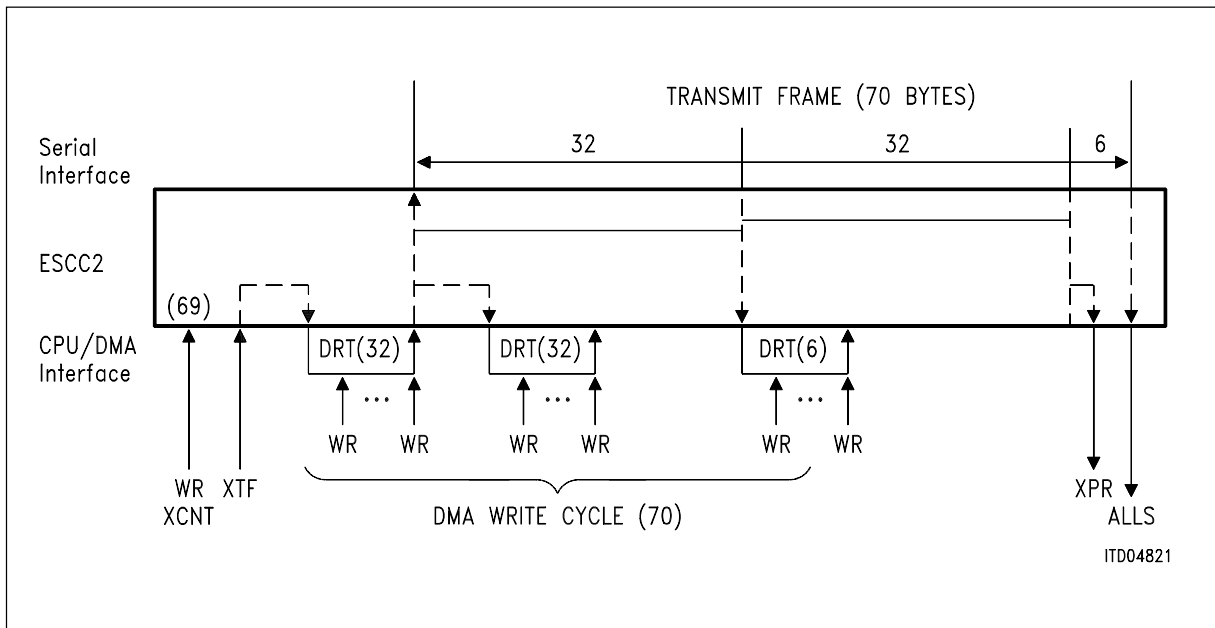 TRANSMIT FRAME (70 BYTES)
Serial
Interface
32
32
6
ESCC2
(69)
CPU/DMA
Interface
DRT(32)
DRT(32)
DRT(6)
...
...
...
WR
WR
WR
WR
WR
WR
WR
XCNT
XTF
DMA WRITE CYCLE (70)
XPR
ALLS
ITD04821